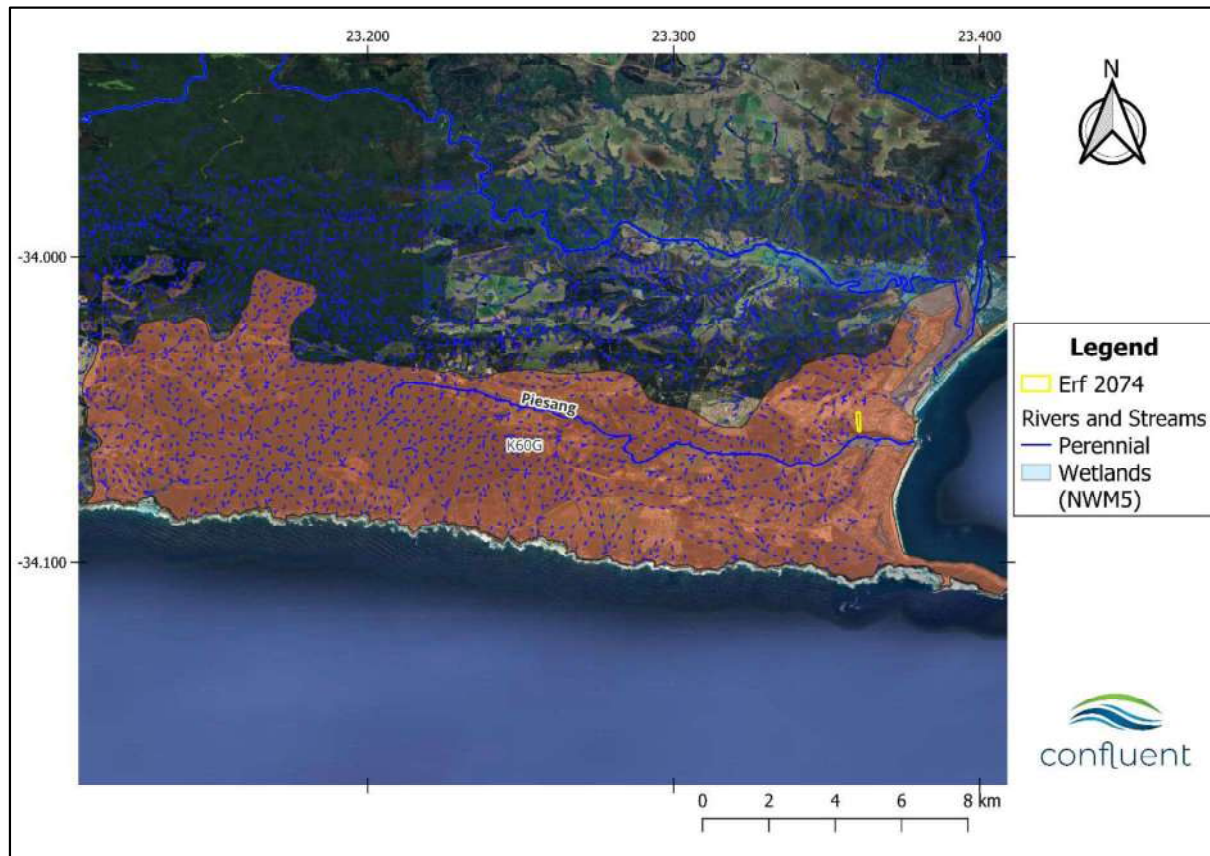 23.200
23.300
23.400
N
-34.000
-34.100
Piesang
K60G
Legend
Erf 2074
Rivers and Streams
Perennial
Wetlands
(NWM5)
confluent
0 2 4 6 8 km